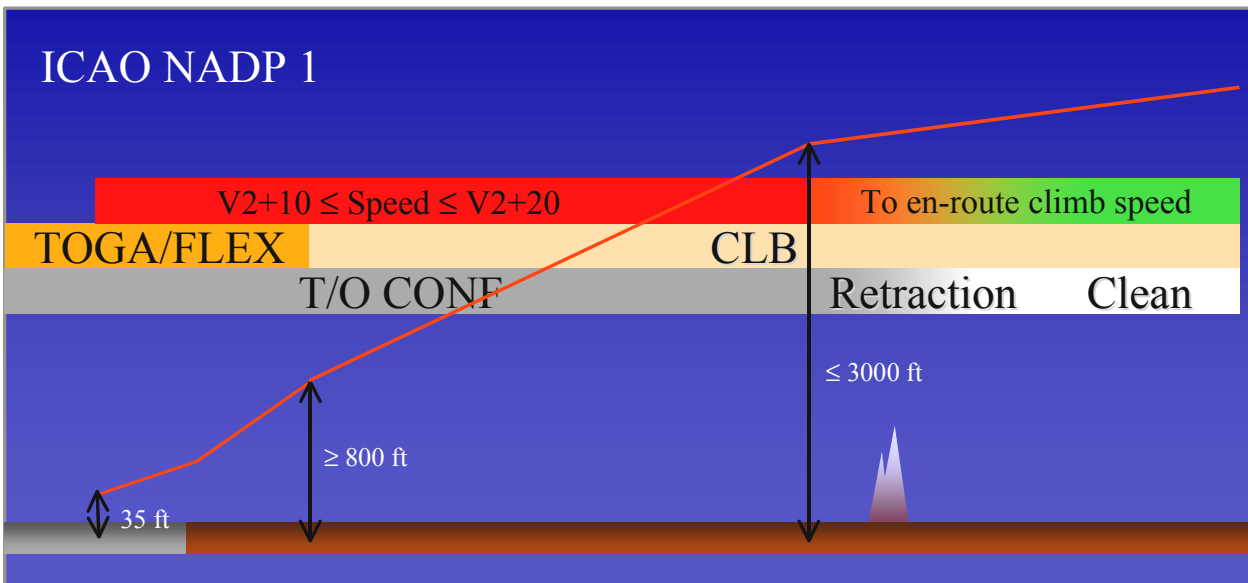 ICAO NADP 1
V2+10 ≤ Speed ≤ V2+20
To en-route climb speed
TOGA/FLEX
CLB
T/O CONF
Retraction
Clean
≤ 3000 ft
≥ 800 ft
35 ft